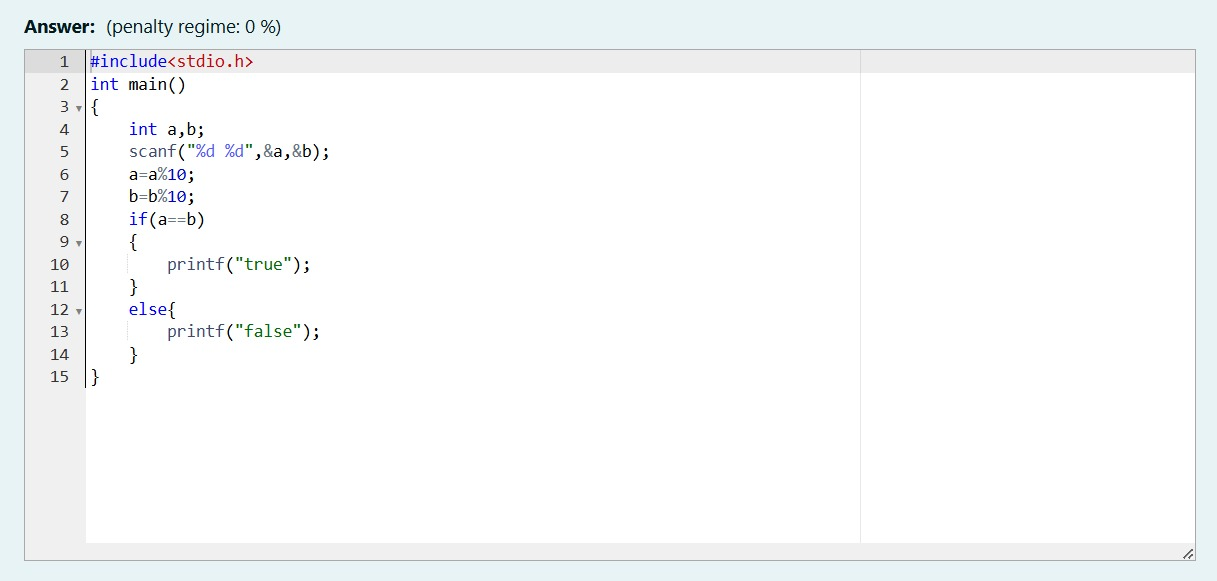 Answer: (penalty regime: 0 %)
1 #include<stdio.h>
2 int main()
3 {
4 int a,b;
5 scanf("%d %d",&a,&b);
6 a=a%10;
7 b=b%10;
8 if(a==b)
9 {
10 printf("true");
11 }
12 else{
13 printf("false");
14 }
15 }